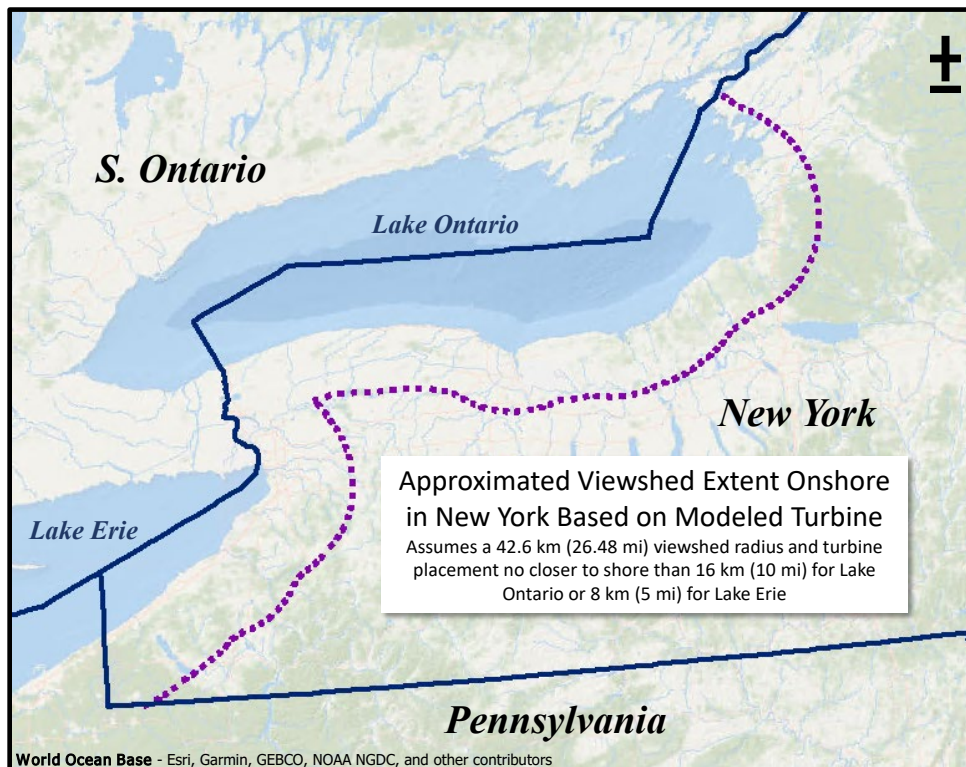 S. Ontario
Lake Ontario
New York
Approximated Viewshed Extent Onshore
in New York Based on Modeled Turbine
Assumes a 42.6 km (26.48 mi) viewshed radius and turbine
placement no closer to shore than 16 km (10 mi) for Lake
Ontario or 8 km (5 mi) for Lake Erie
Lake Erie
Pennsylvania
World Ocean Base - Esri, Garmin, GEBCO, NOAA NGDC, and other contributors